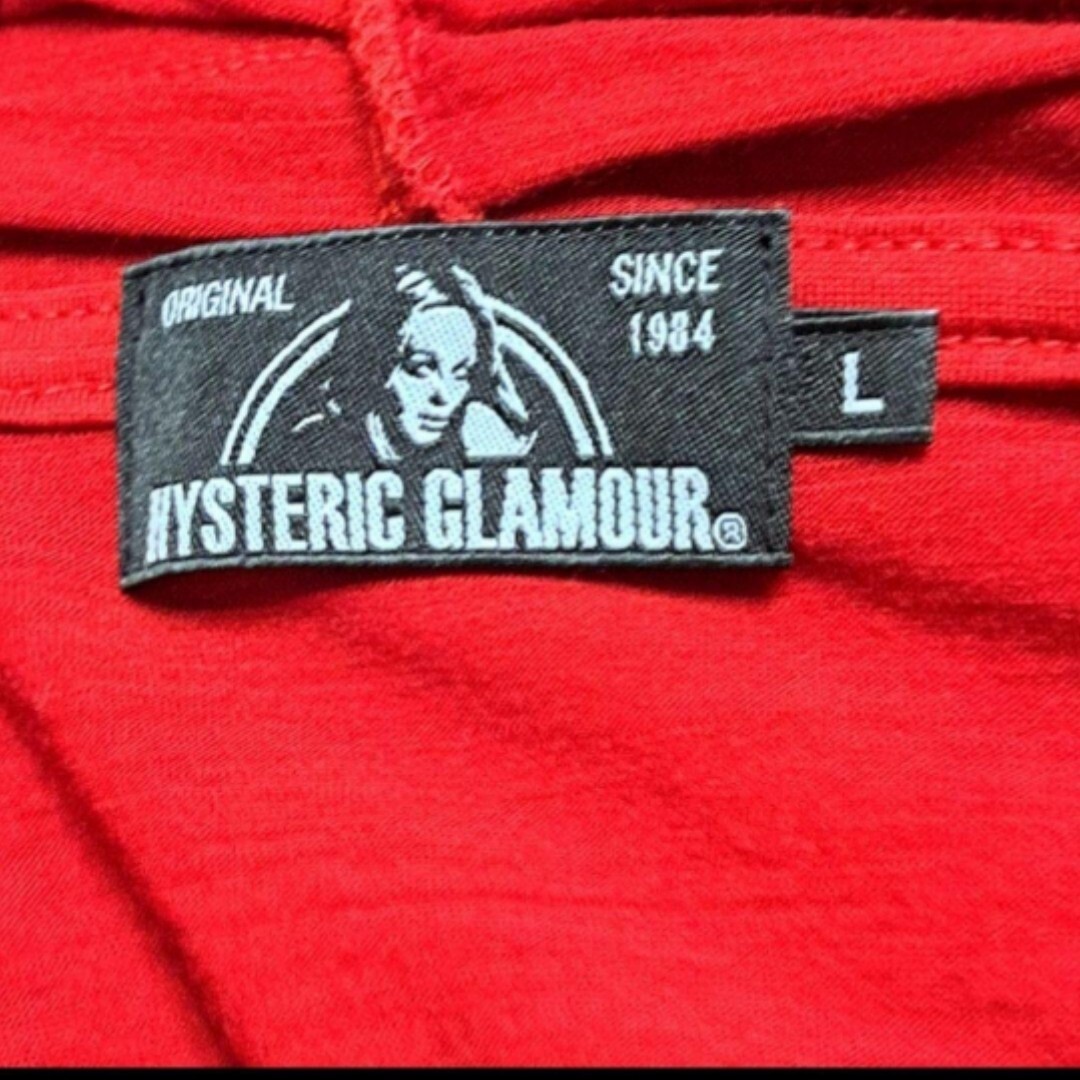 ORIGINAL
SINCE
1984
L
HYSTERIC GLAMOUR®